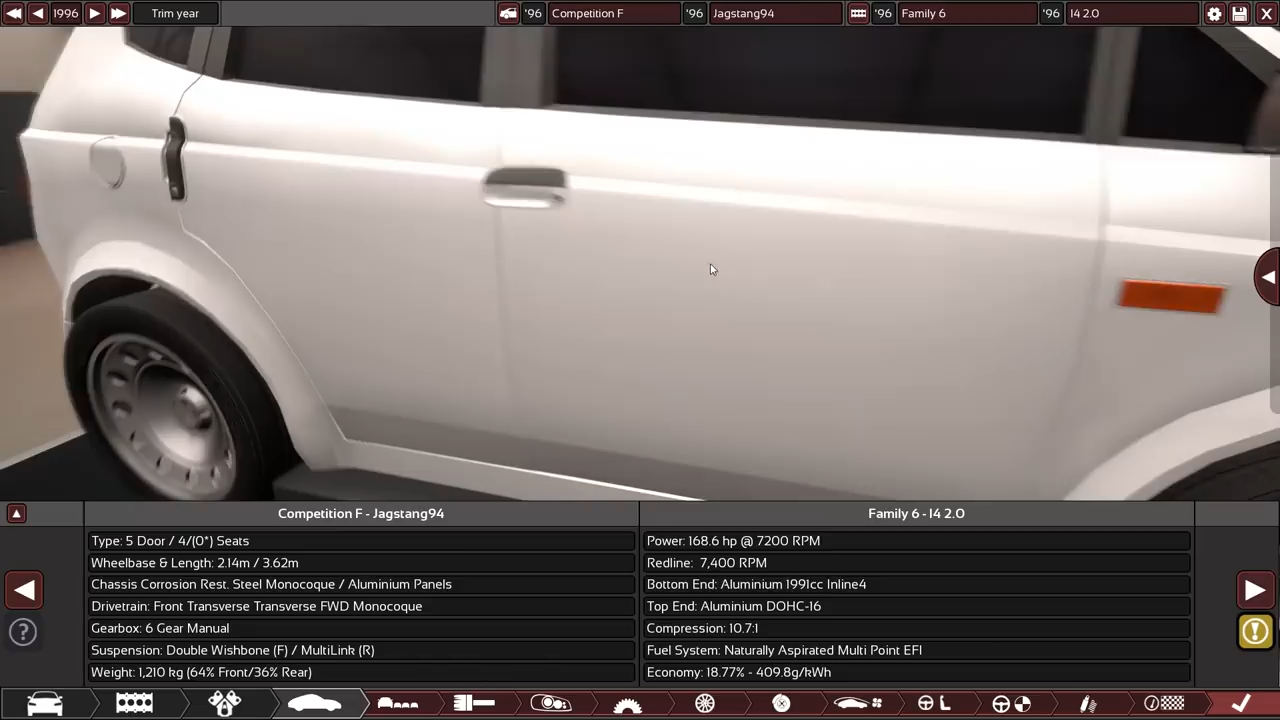 1996 Trim year '96 Competition F '96 Jagstang94 '96 Family 6 '96 I4 2.0
Competition F - Jagstang94
Type: 5 Door / 4/(0*) Seats
Wheelbase & Length: 2.14m / 3.62m
Chassis Corrosion Rest. Steel Monocoque / Aluminium Panels
Drivetrain: Front Transverse Transverse FWD Monocoque
Gearbox: 6 Gear Manual
Suspension: Double Wishbone (F) / MultiLink (R)
Weight: 1,210 kg (64% Front/36% Rear)
Family 6 - I4 2.0
Power: 168.6 hp @ 7200 RPM
Redline: 7,400 RPM
Bottom End: Aluminium 1991cc Inline4
Top End: Aluminium DOHC-16
Compression: 10.7:1
Fuel System: Naturally Aspirated Multi Point EFI
Economy: 18.77% - 409.8g/kWh